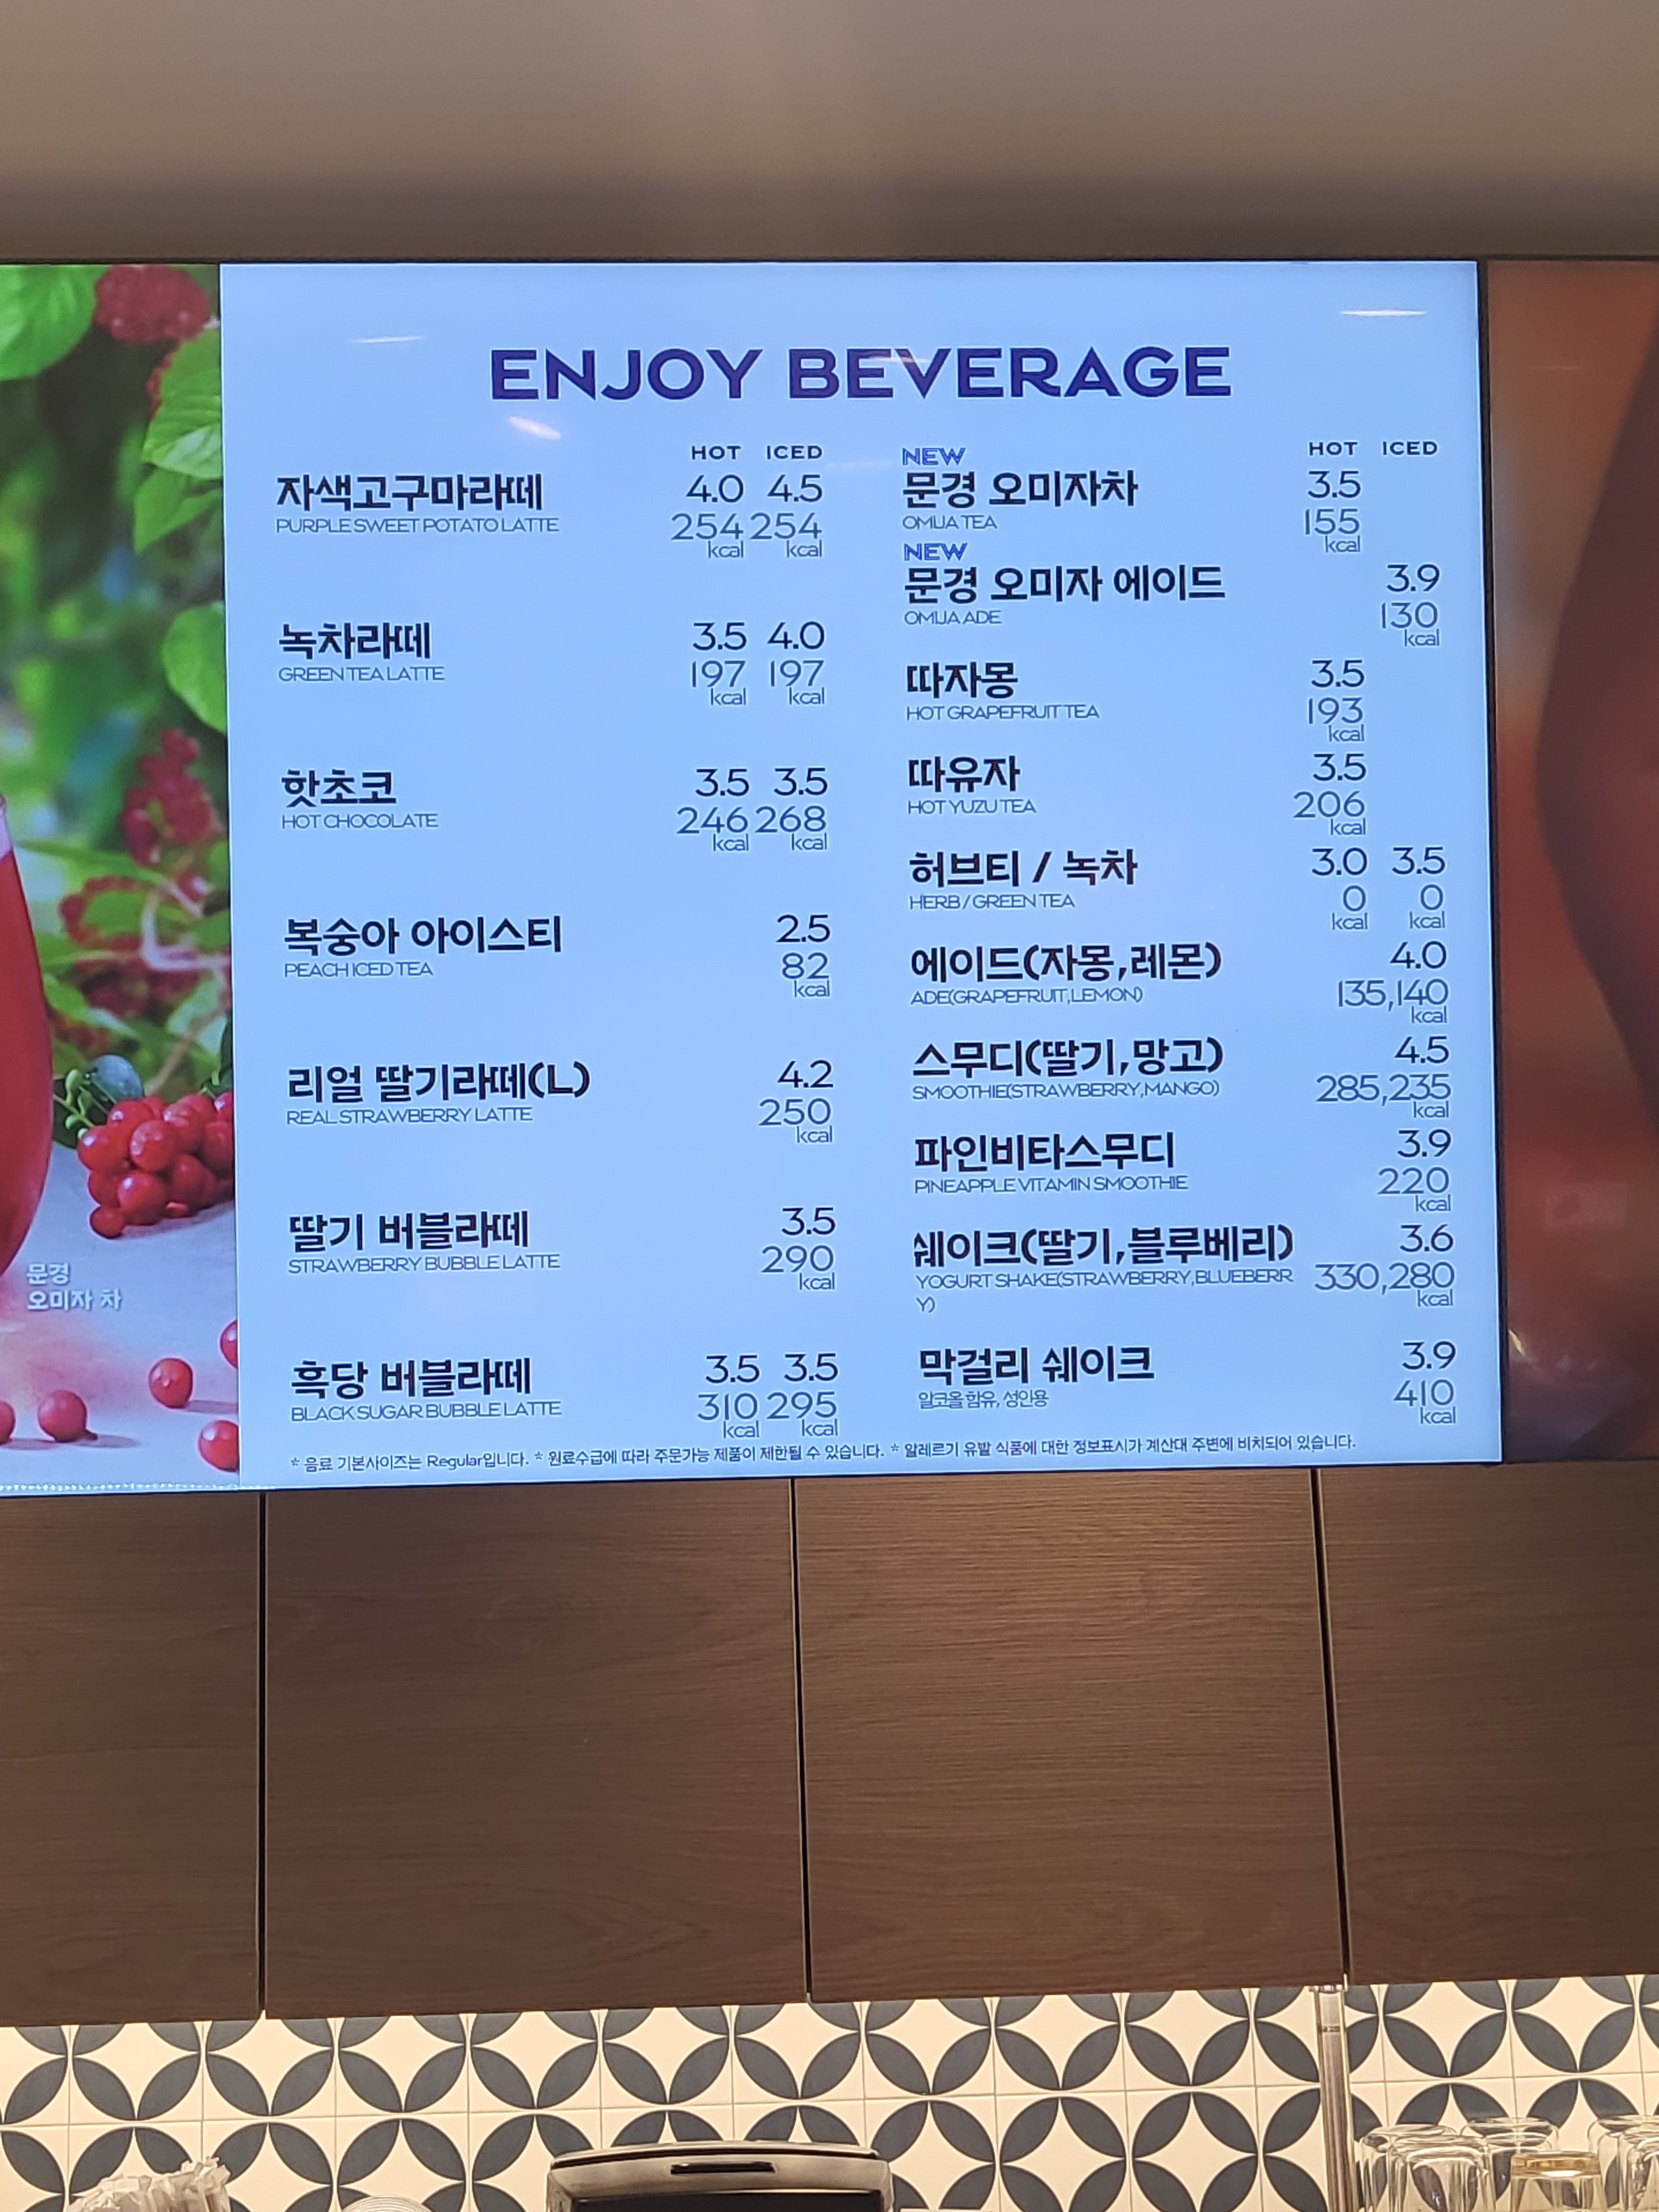 ENJOY BEVERAGE
HOT ICED
자색고구마라떼 4.0 4.5
PURPLE SWEET POTATO LATTE 254 254
kcal kcal
녹차라떼 3.5 4.0
GREEN TEA LATTE 197 197
kcal kcal
핫초코 3.5 3.5
HOT CHOCOLATE 246 268
kcal kcal
복숭아 아이스티 2.5
PEACH ICED TEA 82
kcal
리얼 딸기라떼(L) 4.2
REAL STRAWBERRY LATTE 250
kcal
딸기 버블라떼 3.5
STRAWBERRY BUBBLE LATTE 290
kcal
흑당 버블라떼 3.5 3.5
BLACK SUGAR BUBBLE LATTE 310 295
kcal kcal
HOT ICED
NEW
문경 오미자차 3.5
OMIJA TEA 155
kcal
NEW
문경 오미자 에이드 3.9
OMIJA ADE 130
kcal
따자몽 3.5
HOT GRAPEFRUIT TEA 193
kcal
따유자 3.5
HOT YUZU TEA 206
kcal
허브티 / 녹차 3.0 3.5
HERB / GREEN TEA 0 0
kcal kcal
에이드(자몽,레몬) 4.0
ADE(GRAPEFRUIT,LEMON) 135,140
kcal
스무디(딸기,망고) 4.5
SMOOTHIE(STRAWBERRY,MANGO) 285,235
kcal
파인비타스무디 3.9
PINEAPPLE VITAMIN SMOOTHIE 220
kcal
쉐이크(딸기,블루베리) 3.6
YOGURT SHAKE(STRAWBERRY,BLUEBERR 330,280
Y) kcal
막걸리 쉐이크 3.9
알코올 함유, 성인용 410
kcal
* 음료 기본사이즈는 Regular입니다. * 원료수급에 따라 주문가능 제품이 제한될 수 있습니다. * 알레르기 유발 식품에 대한 정보표시가 계산대 주변에 비치되어 있습니다.
문경
오미자 차